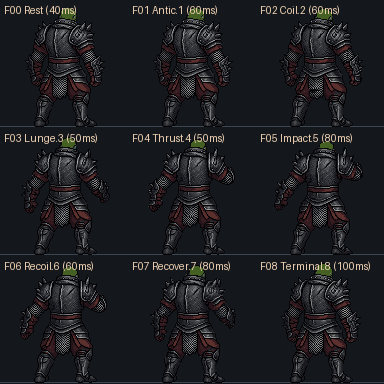 F00 Rest (40ms)
F01 Antic.1 (60ms)
F02 Coil.2 (60ms)
F03 Lunge.3 (50ms)
F04 Thrust.4 (50ms)
F05 Impact.5 (80ms)
F06 Recoil.6 (60ms)
F07 Recover.7 (80ms)
F08 Terminal.8 (100ms)